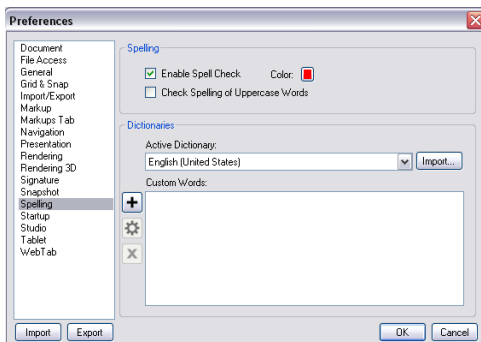 Preferences
Document
File Access
General
Grid & Snap
Import/Export
Markup
Markups Tab
Navigation
Presentation
Rendering
Rendering 3D
Signature
Snapshot
Spelling
Startup
Studio
Tablet
WebTab
Spelling
Enable Spell Check Color:
Check Spelling of Uppercase Words
Dictionaries
Active Dictionary:
English (United States) Import...
Custom Words:
Import Export OK Cancel